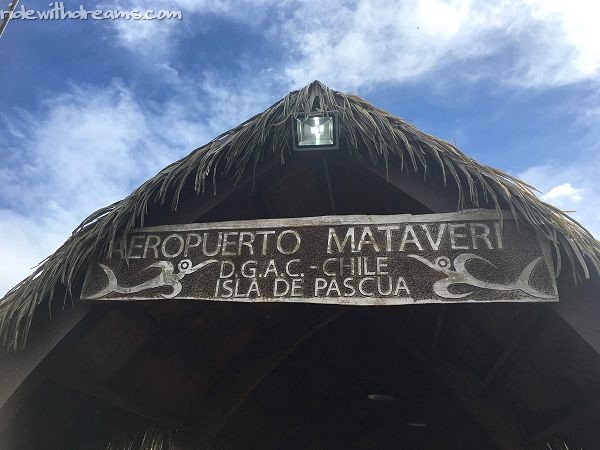 ridewithdreams.com
AEROPUERTO MATAVERI
D.G.A.C. - CHILE
ISLA DE PASCUA